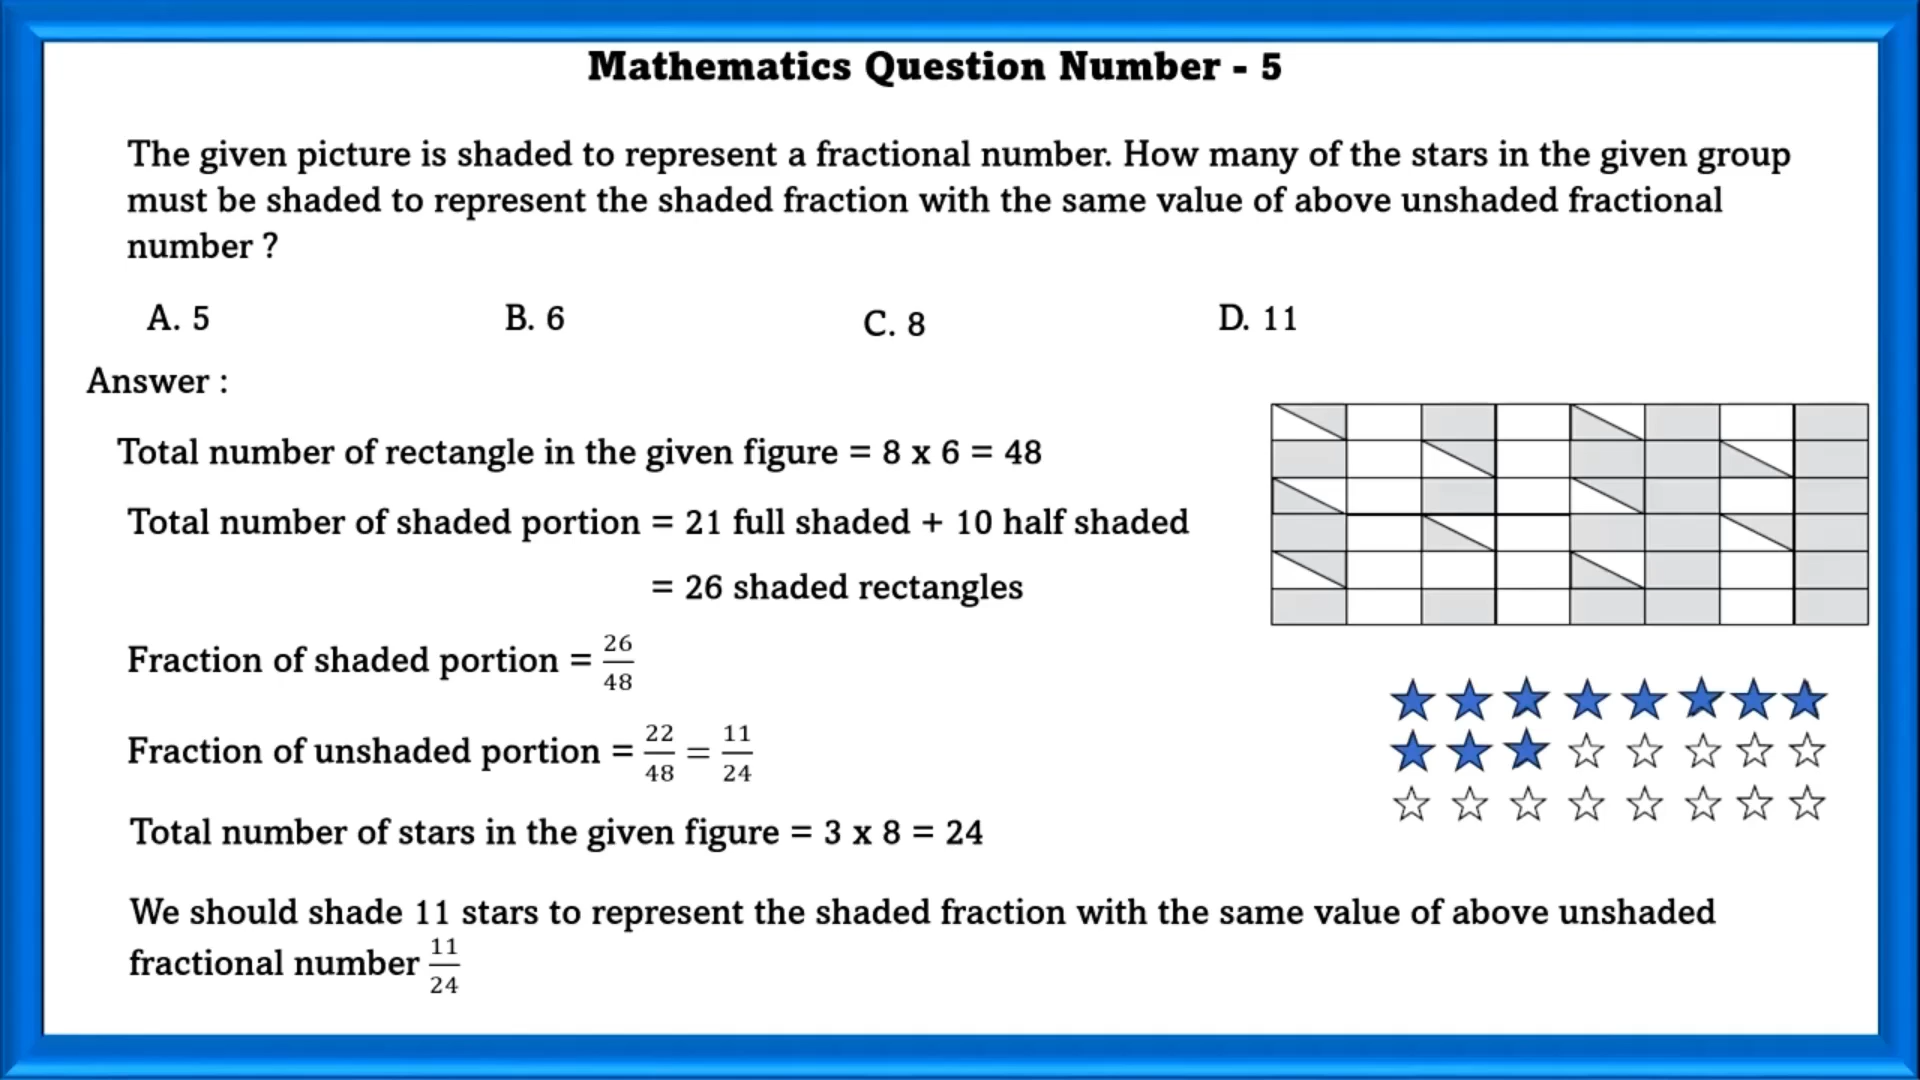 Mathematics Question Number - 5
The given picture is shaded to represent a fractional number. How many of the stars in the given group
must be shaded to represent the shaded fraction with the same value of above unshaded fractional
number ?
A. 5 B. 6 C. 8 D. 11
Answer :
Total number of rectangle in the given figure = 8 x 6 = 48
Total number of shaded portion = 21 full shaded + 10 half shaded
= 26 shaded rectangles
Fraction of shaded portion = 26/48
Fraction of unshaded portion = 22/48 = 11/24
Total number of stars in the given figure = 3 x 8 = 24
We should shade 11 stars to represent the shaded fraction with the same value of above unshaded
fractional number 11/24